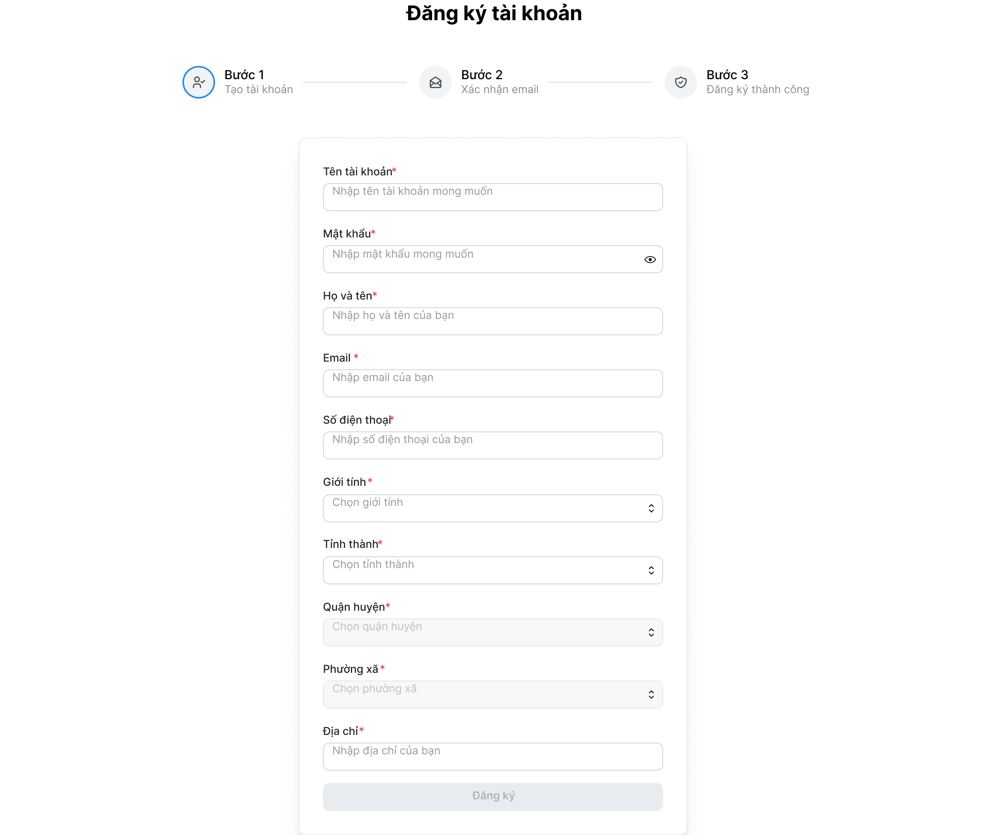 Đăng ký tài khoản
Bước 1
Tạo tài khoản
Bước 2
Xác nhận email
Bước 3
Đăng ký thành công
Tên tài khoản*
Nhập tên tài khoản mong muốn
Mật khẩu*
Nhập mật khẩu mong muốn
Họ và tên*
Nhập họ và tên của bạn
Email *
Nhập email của bạn
Số điện thoại*
Nhập số điện thoại của bạn
Giới tính*
Chọn giới tính
Tỉnh thành*
Chọn tỉnh thành
Quận huyện*
Chọn quận huyện
Phường xã*
Chọn phường xã
Địa chỉ*
Nhập địa chỉ của bạn
Đăng ký